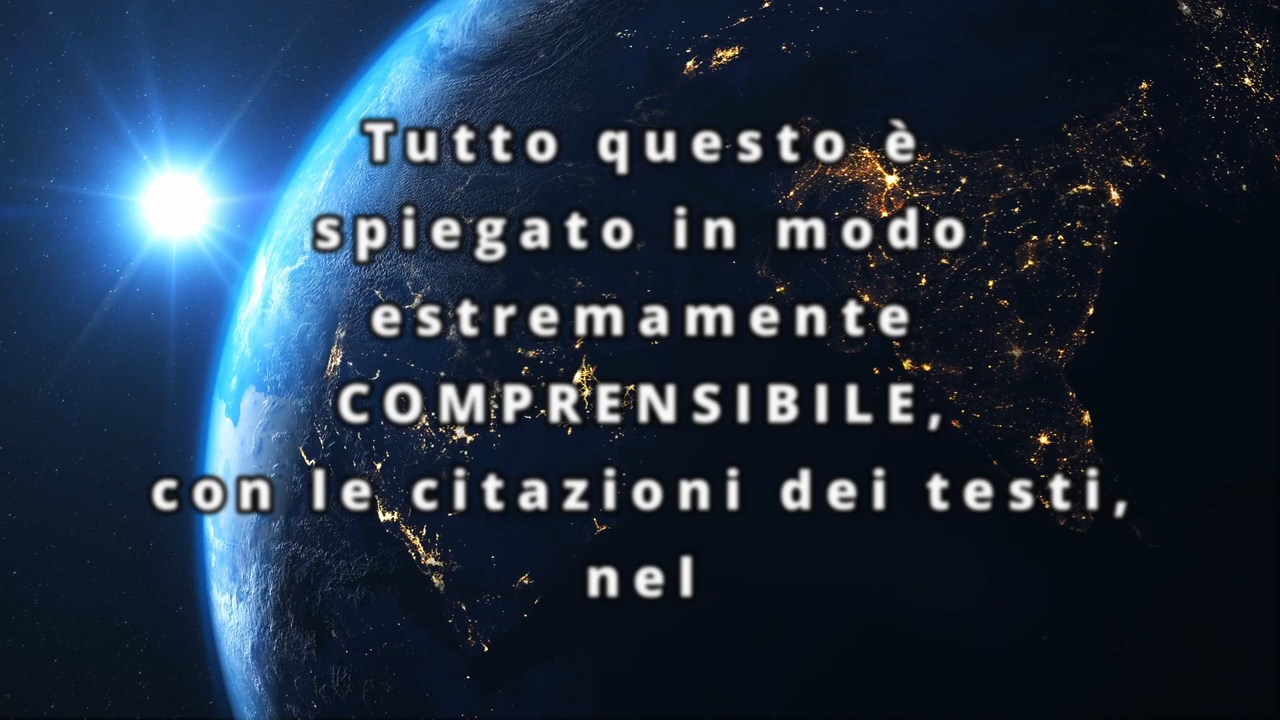 Tutto questo è
spiegato in modo
estremamente
COMPRENSIBILE,
con le citazioni dei testi,
nel